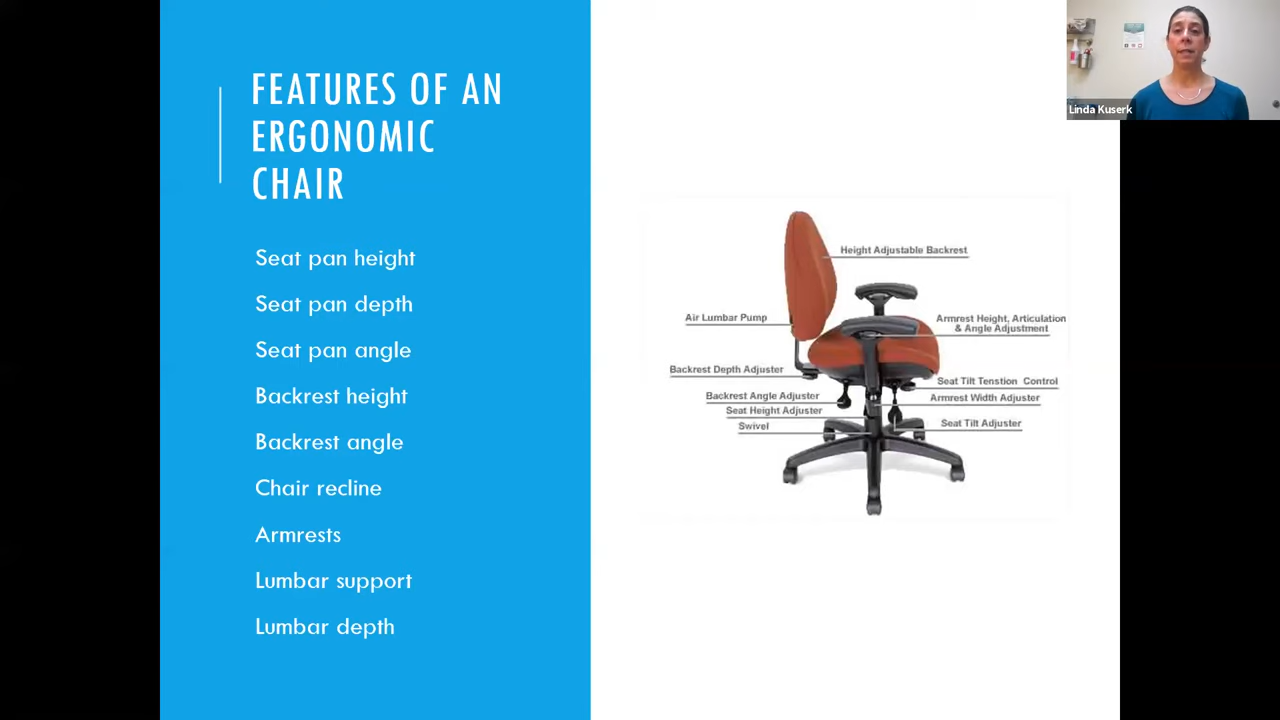 FEATURES OF AN
ERGONOMIC
CHAIR
Seat pan height
Seat pan depth
Seat pan angle
Backrest height
Backrest angle
Chair recline
Armrests
Lumbar support
Lumbar depth
Height Adjustable Backrest
Air Lumbar Pump
Armrest Height, Articulation
& Angle Adjustment
Backrest Depth Adjuster
Seat Tilt Tenstion Control
Backrest Angle Adjuster
Armrest Width Adjuster
Seat Height Adjuster
Swivel
Seat Tilt Adjuster
Linda Kuserk